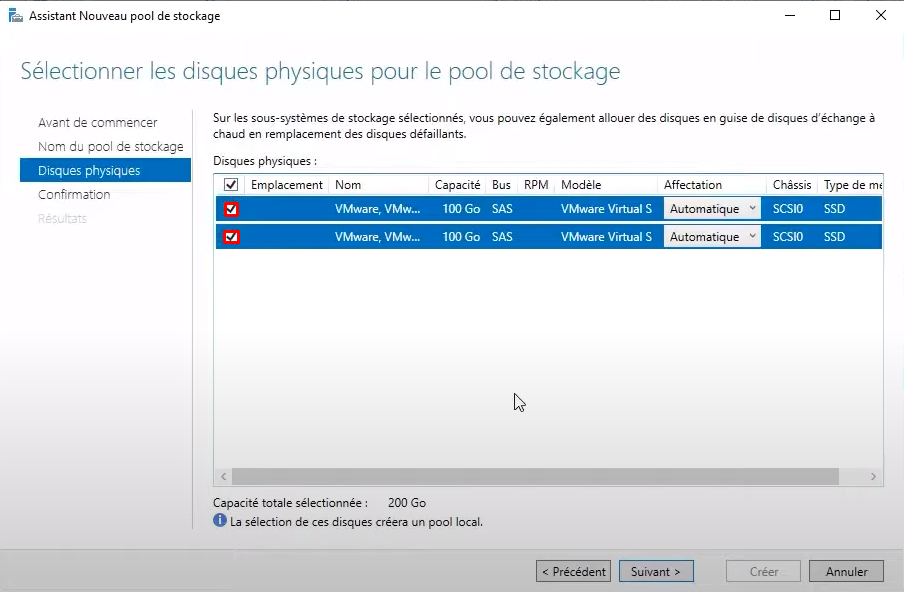 Assistant Nouveau pool de stockage
Sélectionner les disques physiques pour le pool de stockage
Avant de commencer
Nom du pool de stockage
Disques physiques
Confirmation
Résultats
Sur les sous-systèmes de stockage sélectionnés, vous pouvez également allouer des disques en guise de disques d’échange à
chaud en remplacement des disques défaillants.
Disques physiques :
Emplacement Nom Capacité Bus RPM Modèle Affectation Châssis Type de mé
VMware, VMw... 100 Go SAS VMware Virtual S Automatique SCSI0 SSD
VMware, VMw... 100 Go SAS VMware Virtual S Automatique SCSI0 SSD
Capacité totale sélectionnée : 200 Go
La sélection de ces disques créera un pool local.
< Précédent Suivant > Créer Annuler